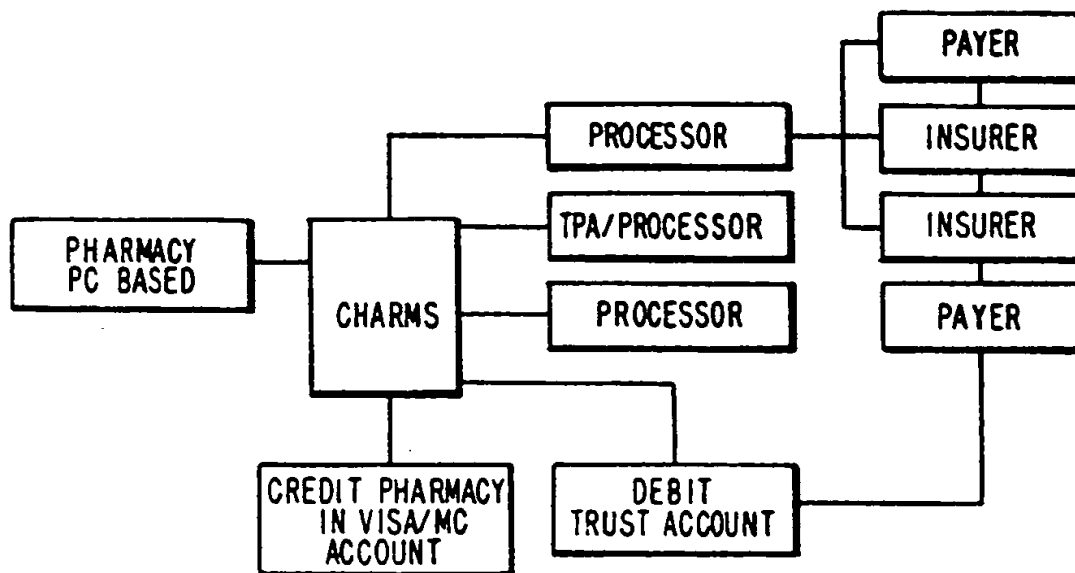 PAYER
PROCESSOR
INSURER
TPA/PROCESSOR
INSURER
PHARMACY
PC BASED
CHARMS
PROCESSOR
PAYER
CREDIT PHARMACY
IN VISA/MC
ACCOUNT
DEBIT
TRUST ACCOUNT